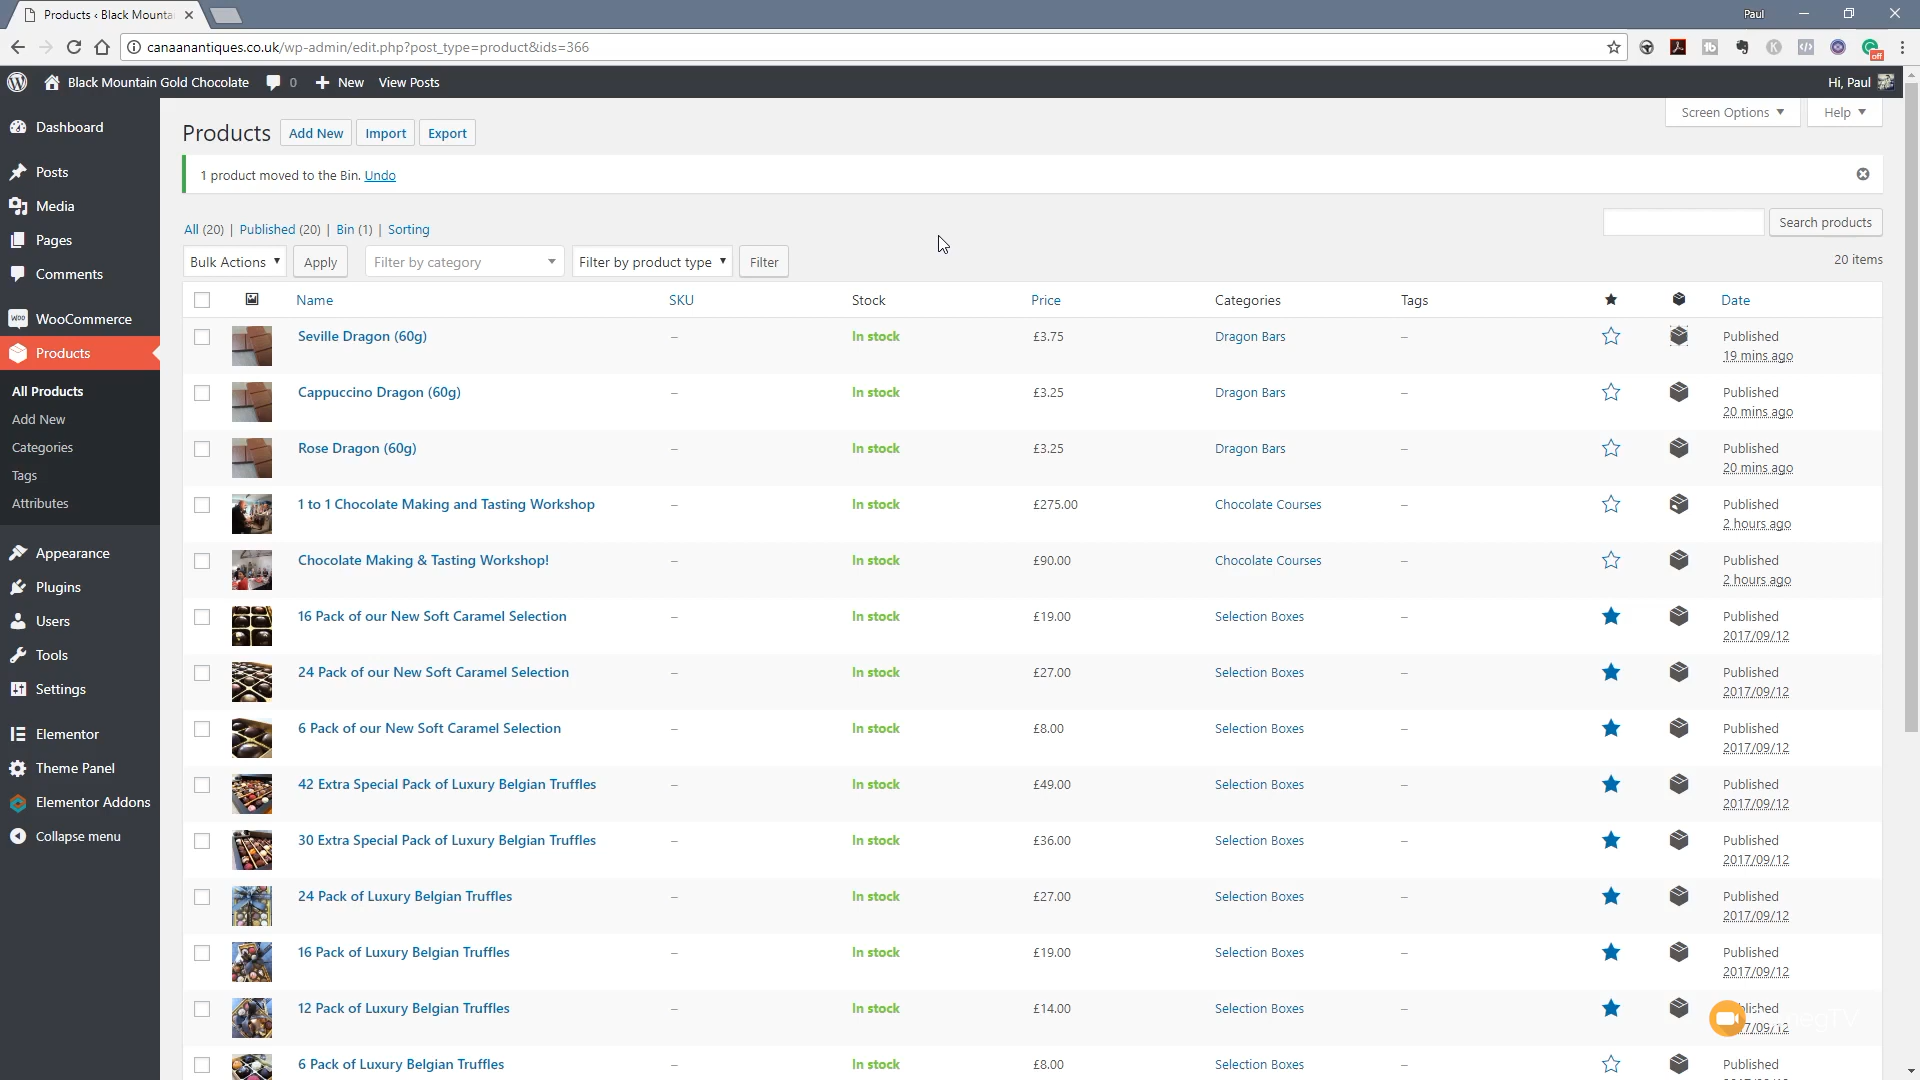 Products ‹ Black Mounta
Paul
canaanantiques.co.uk/wp-admin/edit.php?post_type=product&ids=366
off
Black Mountain Gold Chocolate 0 New View Posts Hi, Paul
Screen Options Help
Dashboard
Posts
Media
Pages
Comments
WooCommerce
Products
All Products
Add New
Categories
Tags
Attributes
Appearance
Plugins
Users
Tools
Settings
Elementor
Theme Panel
Elementor Addons
Collapse menu
Products Add New Import Export
1 product moved to the Bin. Undo
All (20) | Published (20) | Bin (1) | Sorting
Search products
Bulk Actions Apply Filter by category Filter by product type Filter
20 items
Name SKU Stock Price Categories Tags Date
Seville Dragon (60g) – In stock £3.75 Dragon Bars – Published
19 mins ago
Cappuccino Dragon (60g) – In stock £3.25 Dragon Bars – Published
20 mins ago
Rose Dragon (60g) – In stock £3.25 Dragon Bars – Published
20 mins ago
1 to 1 Chocolate Making and Tasting Workshop – In stock £275.00 Chocolate Courses – Published
2 hours ago
Chocolate Making & Tasting Workshop! – In stock £90.00 Chocolate Courses – Published
2 hours ago
16 Pack of our New Soft Caramel Selection – In stock £19.00 Selection Boxes – Published
2017/09/12
24 Pack of our New Soft Caramel Selection – In stock £27.00 Selection Boxes – Published
2017/09/12
6 Pack of our New Soft Caramel Selection – In stock £8.00 Selection Boxes – Published
2017/09/12
42 Extra Special Pack of Luxury Belgian Truffles – In stock £49.00 Selection Boxes – Published
2017/09/12
30 Extra Special Pack of Luxury Belgian Truffles – In stock £36.00 Selection Boxes – Published
2017/09/12
24 Pack of Luxury Belgian Truffles – In stock £27.00 Selection Boxes – Published
2017/09/12
16 Pack of Luxury Belgian Truffles – In stock £19.00 Selection Boxes – Published
2017/09/12
12 Pack of Luxury Belgian Truffles – In stock £14.00 Selection Boxes –
6 Pack of Luxury Belgian Truffles – In stock £8.00 Selection Boxes – Published